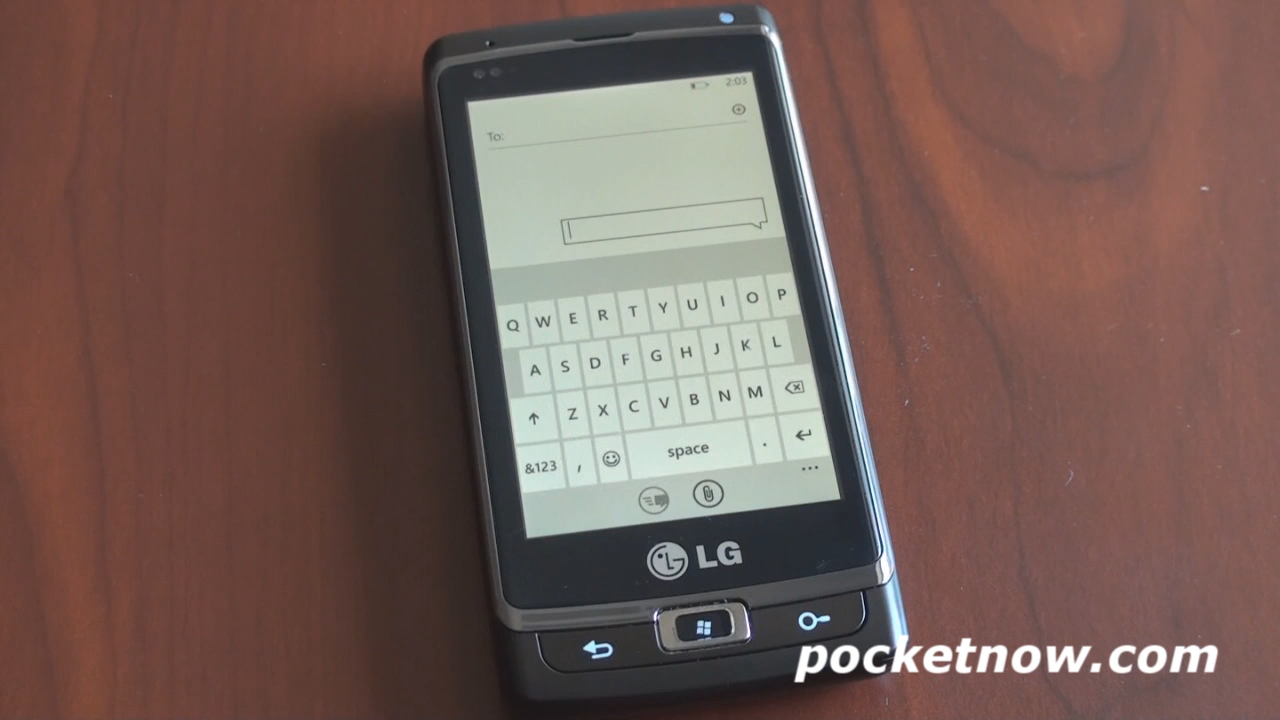 2:03
To:
Q W E R T Y U I O P
A S D F G H J K L
Z X C V B N M
&123 , space .
LG
pocketnow.com